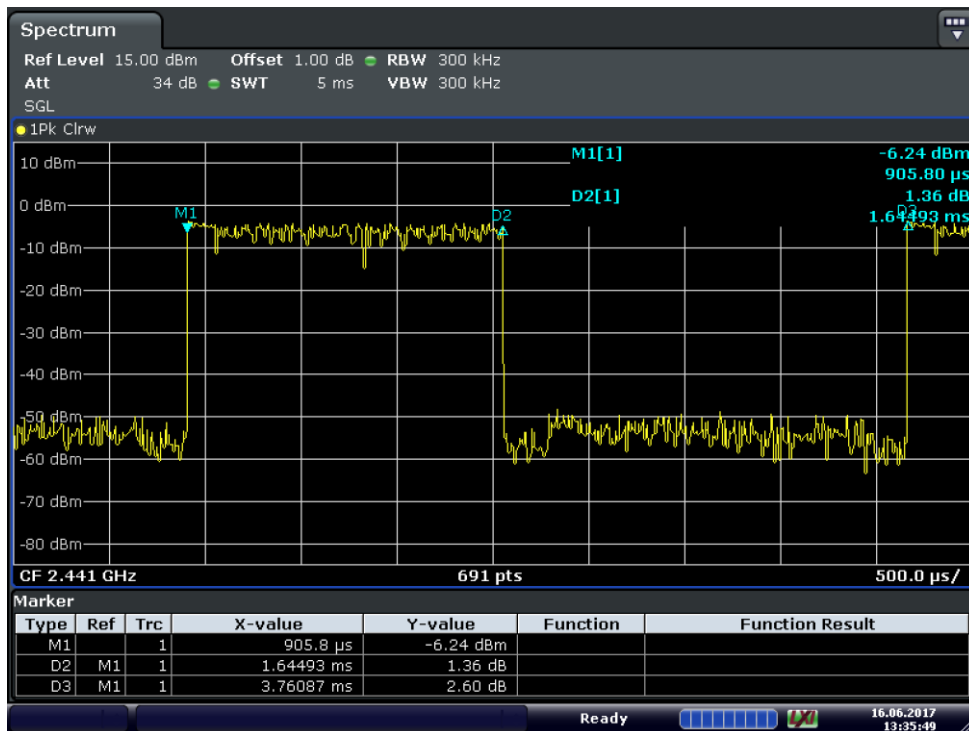 Spectrum
Ref Level 15.00 dBm Offset 1.00 dB RBW 300 kHz
Att 34 dB SWT 5 ms VBW 300 kHz
SGL
1Pk Clrw
M1[1] -6.24 dBm
905.80 µs
D2[1] 1.36 dB
1.64493 ms
10 dBm
0 dBm
M1
D2
D3
-10 dBm
-20 dBm
-30 dBm
-40 dBm
-50 dBm
-60 dBm
-70 dBm
-80 dBm
CF 2.441 GHz 691 pts 500.0 µs/
Marker
Type Ref Trc X-value Y-value Function Function Result
M1 1 905.8 µs -6.24 dBm
D2 M1 1 1.64493 ms 1.36 dB
D3 M1 1 3.76087 ms 2.60 dB
Ready LXI 16.06.2017
13:35:49